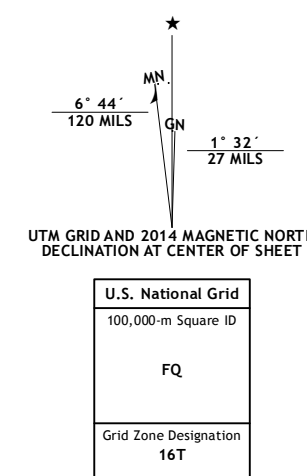 ★
MN
6° 44´
120 MILS
GN
1° 32´
27 MILS
UTM GRID AND 2014 MAGNETIC NORT
DECLINATION AT CENTER OF SHEET
U.S. National Grid
100,000-m Square ID
FQ
Grid Zone Designation
16T